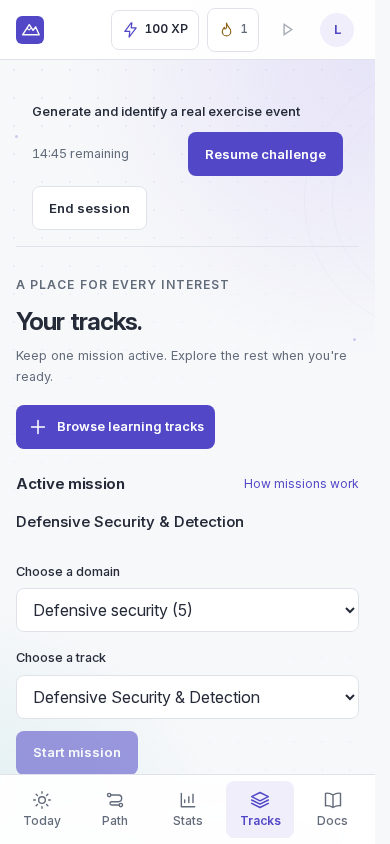 100 XP
1
L
Generate and identify a real exercise event
14:45 remaining
Resume challenge
End session
A PLACE FOR EVERY INTEREST
Your tracks.
Keep one mission active. Explore the rest when you're
ready.
Browse learning tracks
Active mission
How missions work
Defensive Security & Detection
Choose a domain
Defensive security (5)
Choose a track
Defensive Security & Detection
Start mission
Today
Path
Stats
Tracks
Docs